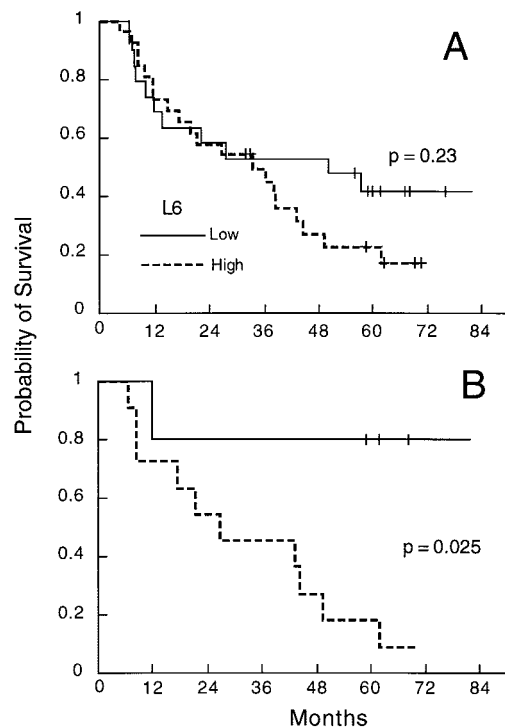 A
1
0.8
0.6
0.4
0.2
0
p = 0.23
L6
Low
High
0 12 24 36 48 60 72 84
Probability of Survival
B
1
0.8
0.6
0.4
0.2
0
p = 0.025
0 12 24 36 48 60 72 84
Months